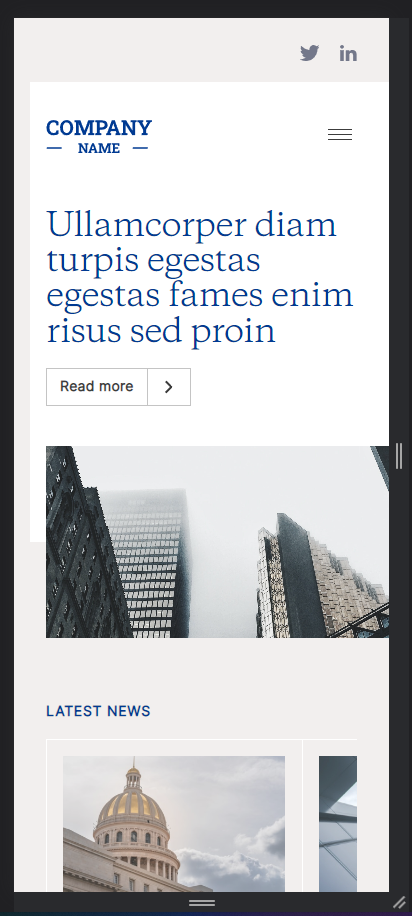 COMPANY
NAME
Ullamcorper diam
turpis egestas
egestas fames enim
risus sed proin
Read more
LATEST NEWS